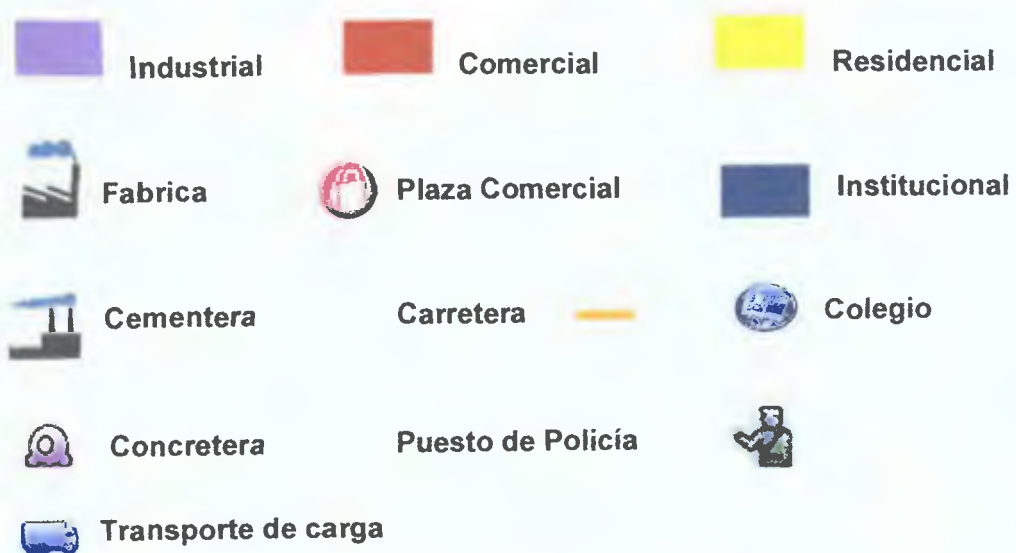 Industrial
Comercial
Residencial
Fabrica
Plaza Comercial
Institucional
Cementera
Carretera
Colegio
Concretera
Puesto de Policía
Transporte de carga